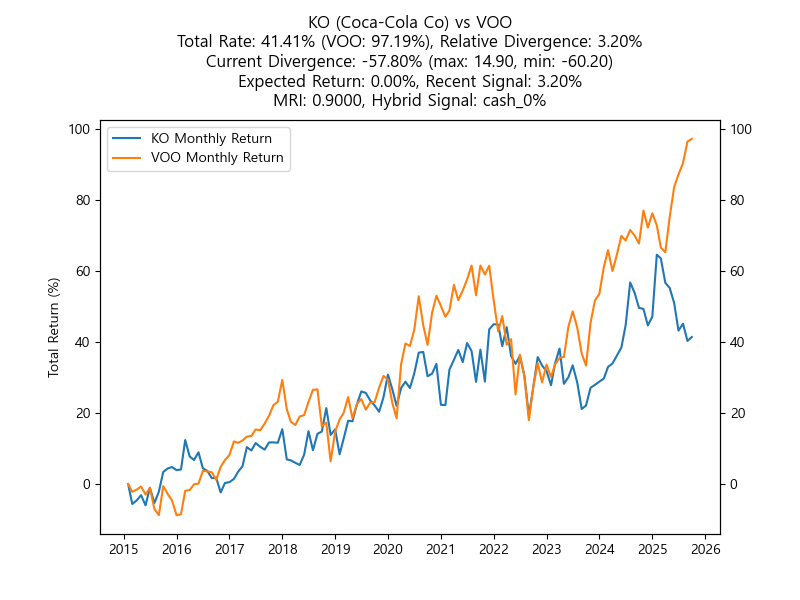 KO (Coca-Cola Co) vs VOO
Total Rate: 41.41% (VOO: 97.19%), Relative Divergence: 3.20%
Current Divergence: -57.80% (max: 14.90, min: -60.20)
Expected Return: 0.00%, Recent Signal: 3.20%
MRI: 0.9000, Hybrid Signal: cash_0%
KO Monthly Return
VOO Monthly Return
Total Return (%)
100
80
60
40
20
0
100
80
60
40
20
0
2015 2016 2017 2018 2019 2020 2021 2022 2023 2024 2025 2026